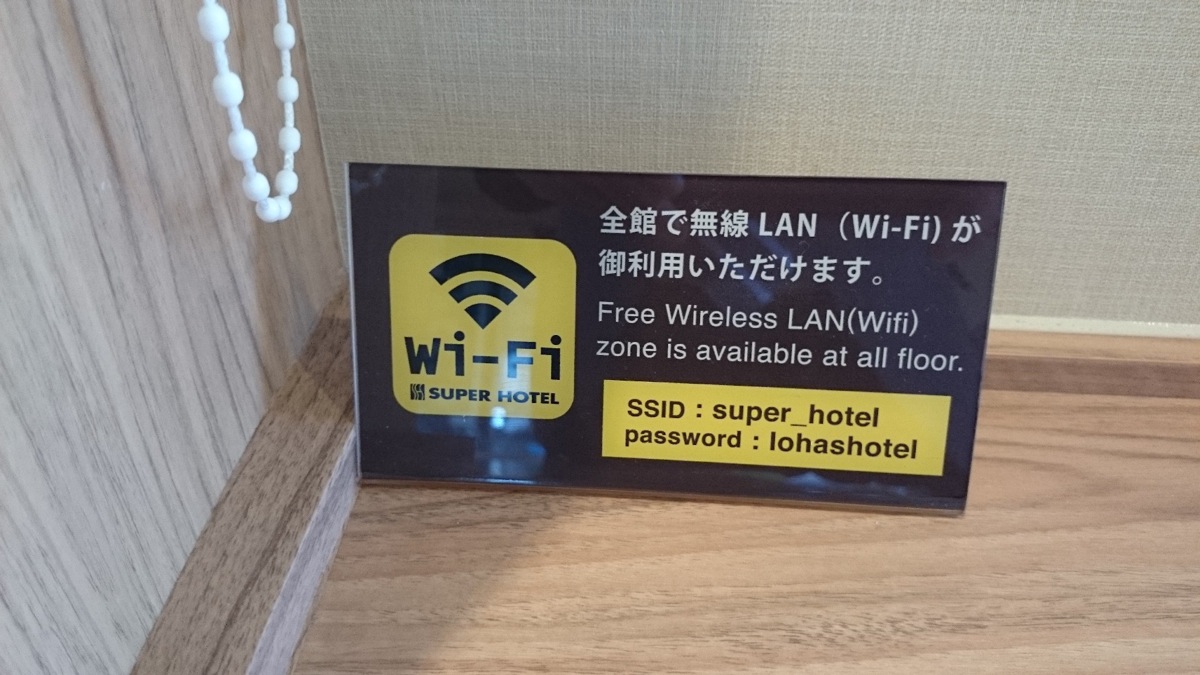 Wi-Fi
SUPER HOTEL
全館で無線 LAN （Wi-Fi) が
御利用いただけます。
Free Wireless LAN(Wifi)
zone is available at all floor.
SSID : super_hotel
password : lohashotel